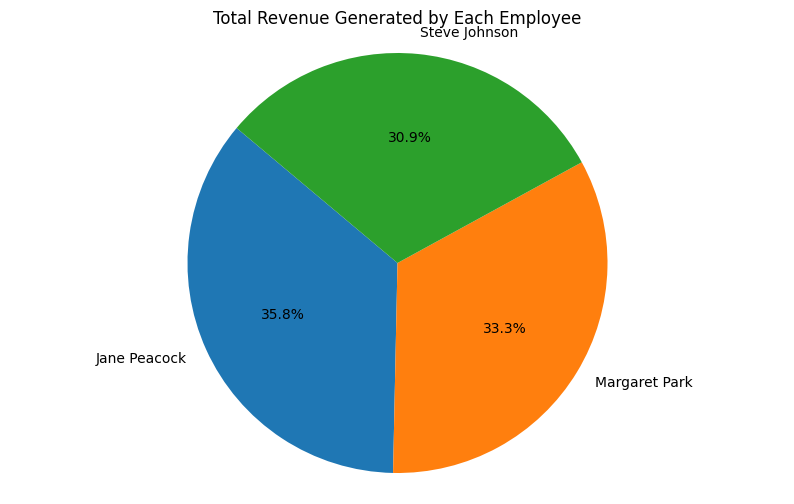 Total Revenue Generated by Each Employee
Steve Johnson
30.9%
35.8%
33.3%
Jane Peacock
Margaret Park